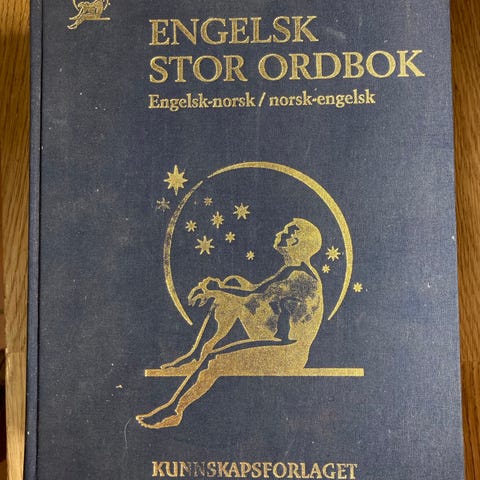 ENGELSK
STOR ORDBOK
Engelsk-norsk / norsk-engelsk
KUNNSKAPSFORLAGET